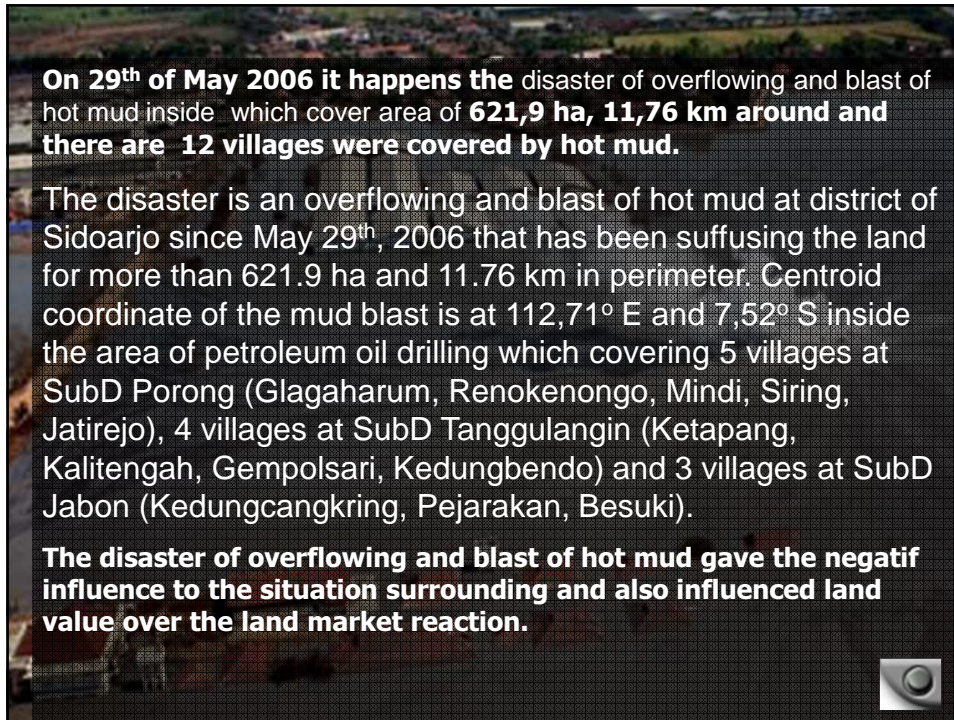 On 29th of May 2006 it happens the disaster of overflowing and blast of
hot mud inside which cover area of 621,9 ha, 11,76 km around and
there are 12 villages were covered by hot mud.
The disaster is an overflowing and blast of hot mud at district of
Sidoarjo since May 29th, 2006 that has been suffusing the land
for more than 621.9 ha and 11.76 km in perimeter. Centroid
coordinate of the mud blast is at 112,71o E and 7,52o S inside
the area of petroleum oil drilling which covering 5 villages at
SubD Porong (Glagaharum, Renokenongo, Mindi, Siring,
Jatirejo), 4 villages at SubD Tanggulangin (Ketapang,
Kalitengah, Gempolsari, Kedungbendo) and 3 villages at SubD
Jabon (Kedungcangkring, Pejarakan, Besuki).
The disaster of overflowing and blast of hot mud gave the negatif
influence to the situation surrounding and also influenced land
value over the land market reaction.